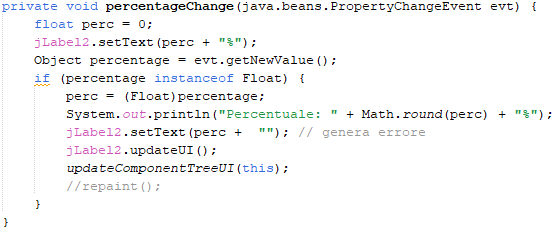 private void percentageChange(java.beans.PropertyChangeEvent evt) {
    float perc = 0;
    jLabel2.setText(perc + "%");
    Object percentage = evt.getNewValue();
    if (percentage instanceof Float) {
        perc = (Float)percentage;
        System.out.println("Percentuale: " + Math.round(perc) + "%");
        jLabel2.setText(perc +  ""); // genera errore
        jLabel2.updateUI();
        updateComponentTreeUI(this);
        //repaint();
    }
}